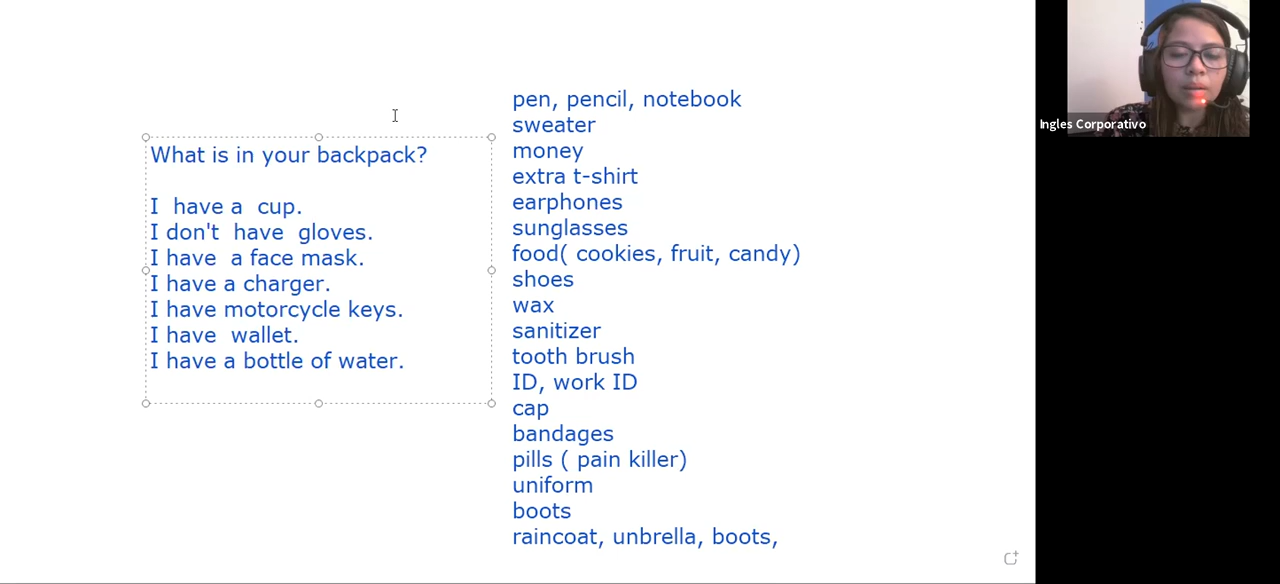 What is in your backpack?
I  have a  cup.
I don't  have  gloves.
I have  a face mask.
I have a charger.
I have motorcycle keys.
I have  wallet.
I have a bottle of water.
pen, pencil, notebook
sweater
money
extra t-shirt
earphones
sunglasses
food( cookies, fruit, candy)
shoes
wax
sanitizer
tooth brush
ID, work ID
cap
bandages
pills ( pain killer)
uniform
boots
raincoat, unbrella, boots,
Ingles Corporativo